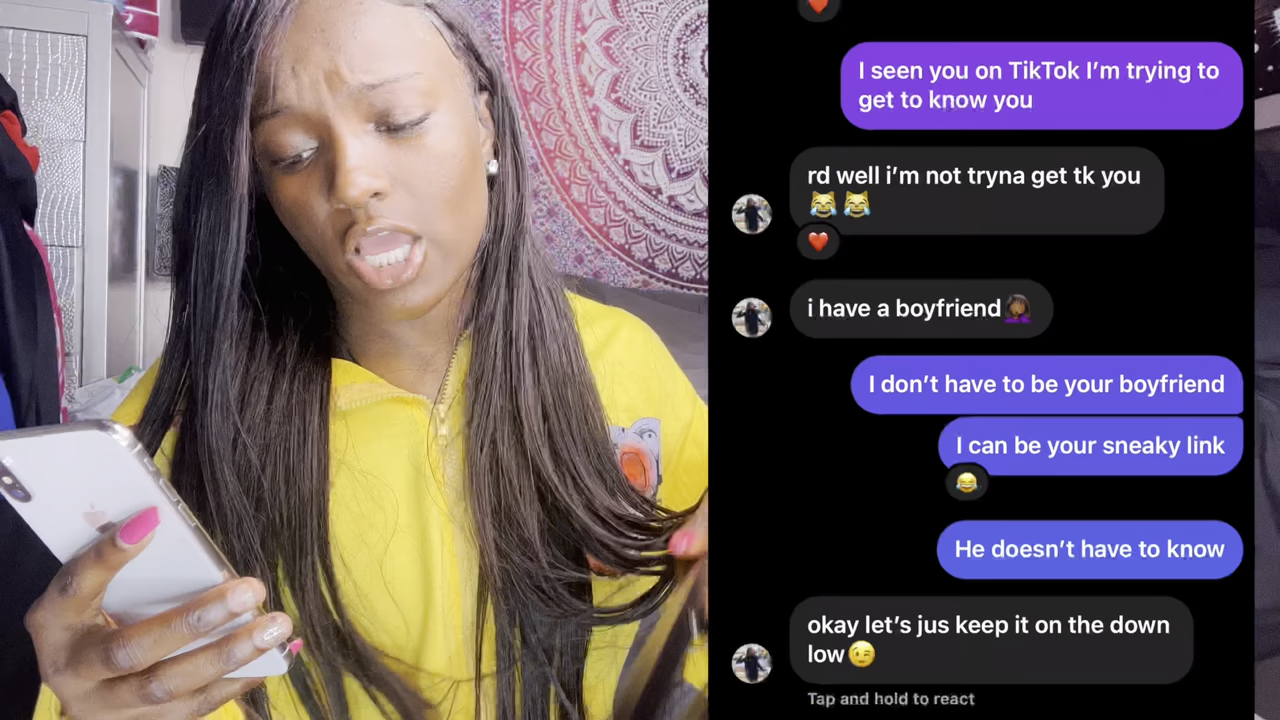 I seen you on TikTok I’m trying to
get to know you
rd well i’m not tryna get tk you
😹 😹
i have a boyfriend🤦🏾‍♀️
I don’t have to be your boyfriend
I can be your sneaky link
He doesn’t have to know
okay let’s jus keep it on the down
low😉
Tap and hold to react